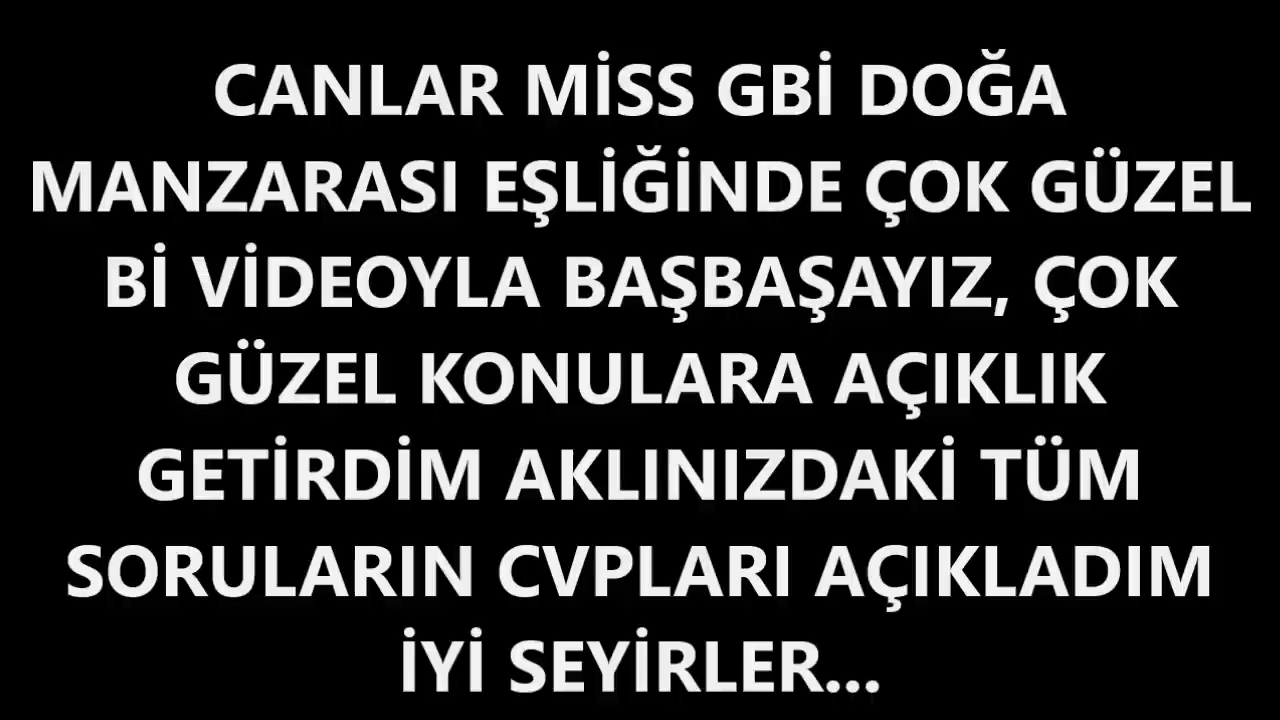 CANLAR MİSS GBİ DOĞA
MANZARASI EŞLİĞİNDE ÇOK GÜZEL
Bİ VİDEOYLA BAŞBAŞAYIZ, ÇOK
GÜZEL KONULARA AÇIKLIK
GETİRDİM AKLINIZDAKİ TÜM
SORULARIN CVPLARI AÇIKLADIM
İYİ SEYİRLER...